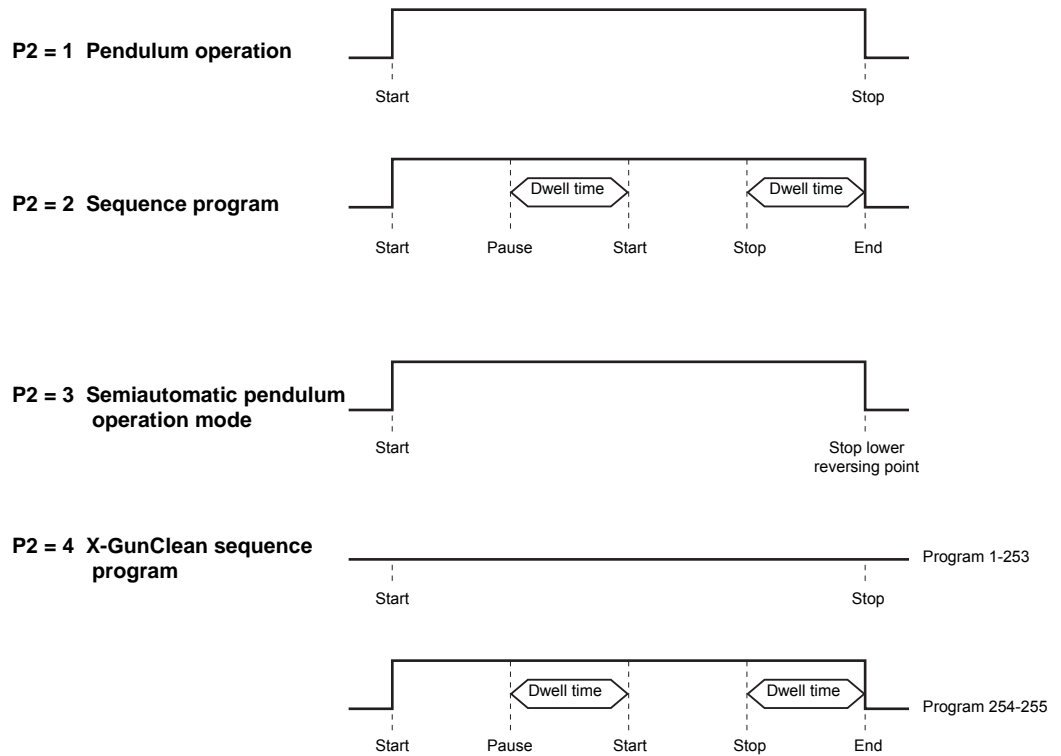 P2 = 1 Pendulum operation
Start
Stop
P2 = 2 Sequence program
Dwell time
Dwell time
Start
Pause
Start
Stop
End
P2 = 3 Semiautomatic pendulum
operation mode
Start
Stop lower
reversing point
P2 = 4 X-GunClean sequence
program
Program 1-253
Start
Stop
Dwell time
Dwell time
Program 254-255
Start
Pause
Start
Stop
End